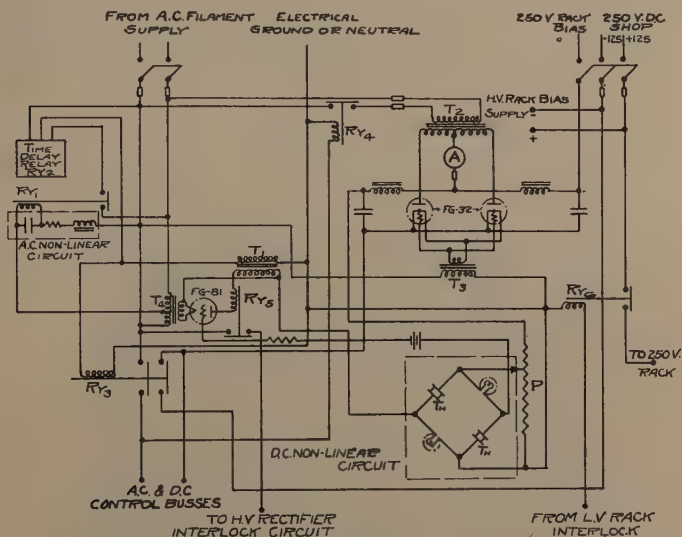 FROM A.C. FILAMENT
SUPPLY
ELECTRICAL
GROUND OR NEUTRAL
250 V. RACK
BIAS
250 V. DC
SHOP
-125 +125
H.V. RACK BIAS
SUPPLY -
+
T2
A
RY4
TIME
DELAY
RELAY
RY2
RY1
A.C. NON-LINEAR
CIRCUIT
FG-32
T1
T3
T4
FG-81
RY5
RY6
RY3
P
TH
TH
D.C. NON-LINEAR
CIRCUIT
TO 250 V.
RACK
A.C. & D.C
CONTROL BUSSES
TO H.V RECTIFIER
INTERLOCK CIRCUIT
FROM L.V RACK
INTERLOCK